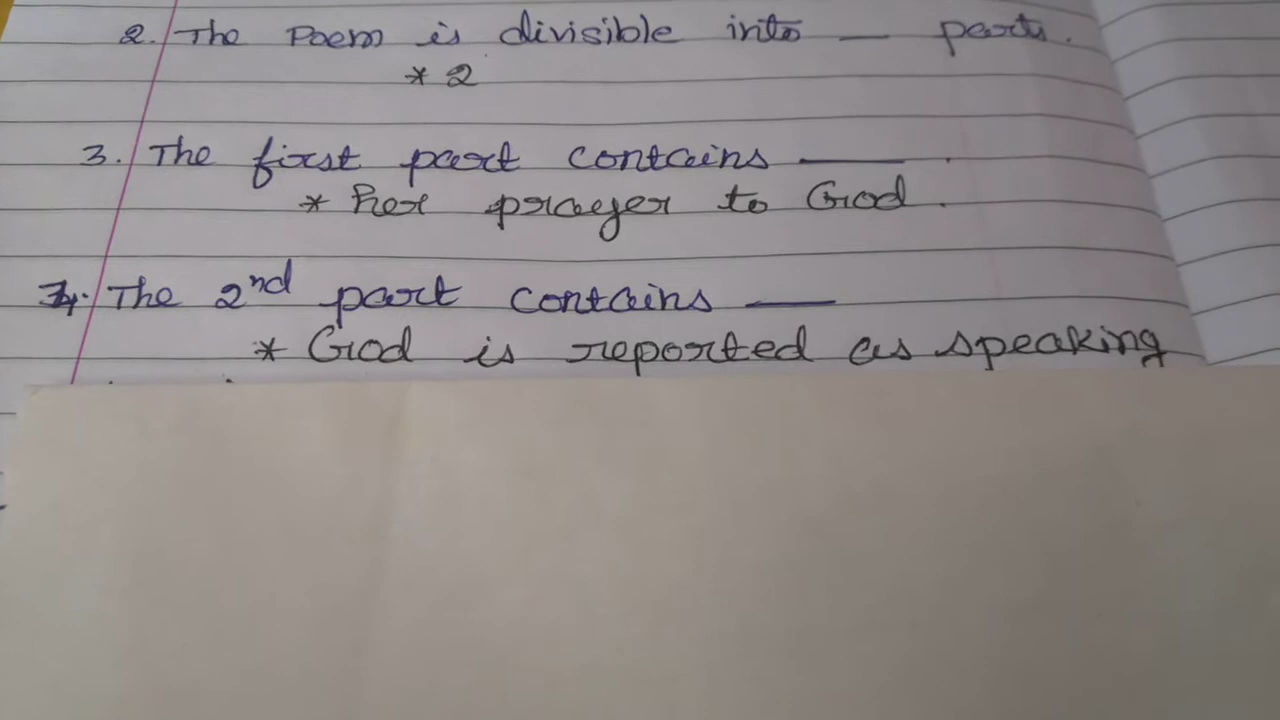 2. The Poem is divisible into — parts.
* 2
3. The first part contains —.
* Her prayer to God.
4. The 2nd part contains —
* God is reported as speaking